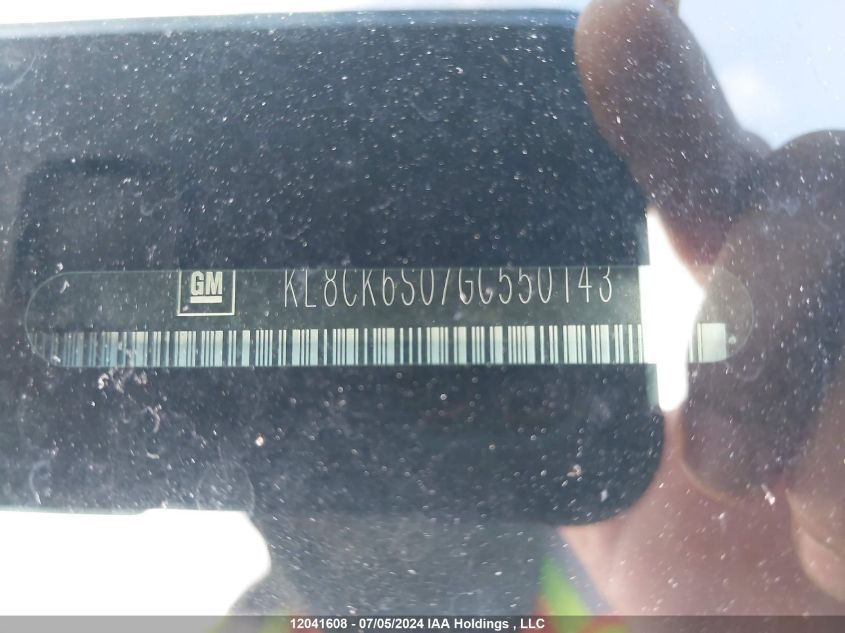 GM KL8CK6S07GC550143
12041608 - 07/05/2024 IAA Holdings , LLC